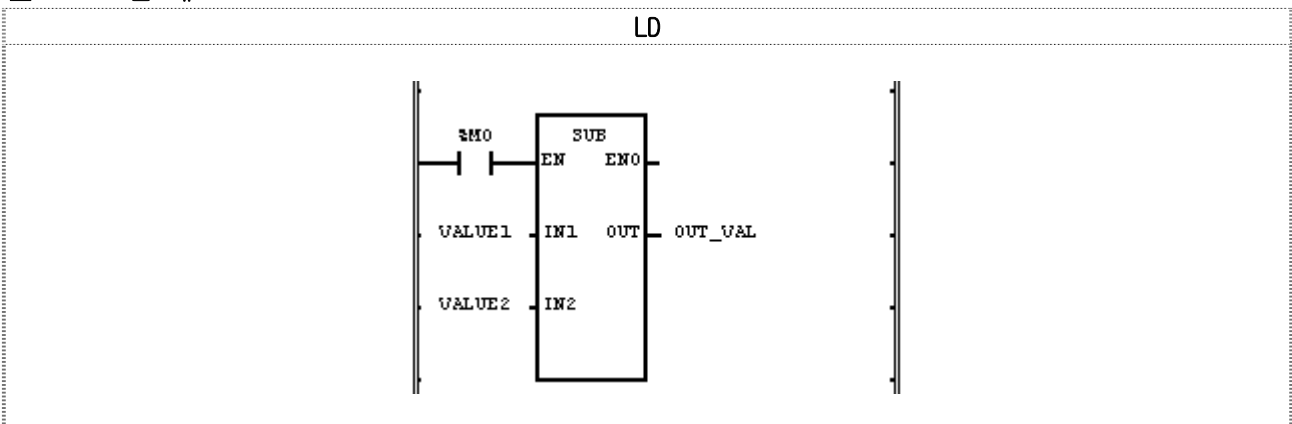 LD
%M0
SUB
EN ENO
VALUE1 IN1 OUT OUT_VAL
VALUE2 IN2